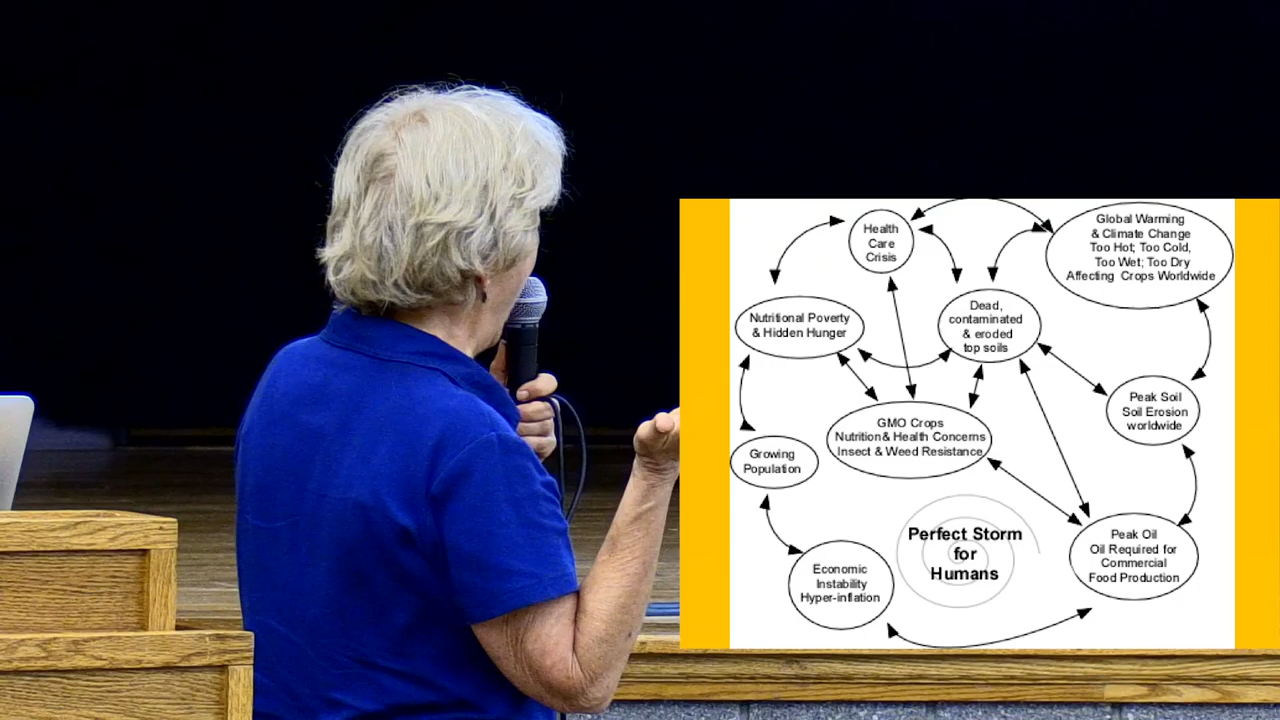 Health
Care
Crisis
Global Warming
& Climate Change
Too Hot; Too Cold,
Too Wet; Too Dry
Affecting Crops Worldwide
Nutritional Poverty
& Hidden Hunger
Dead,
contaminated
& eroded
top soils
Peak Soil
Soil Erosion
worldwide
GMO Crops
Nutrition & Health Concerns
Insect & Weed Resistance
Growing
Population
Perfect Storm
for
Humans
Peak Oil
Oil Required for
Commercial
Food Production
Economic
Instability
Hyper-inflation